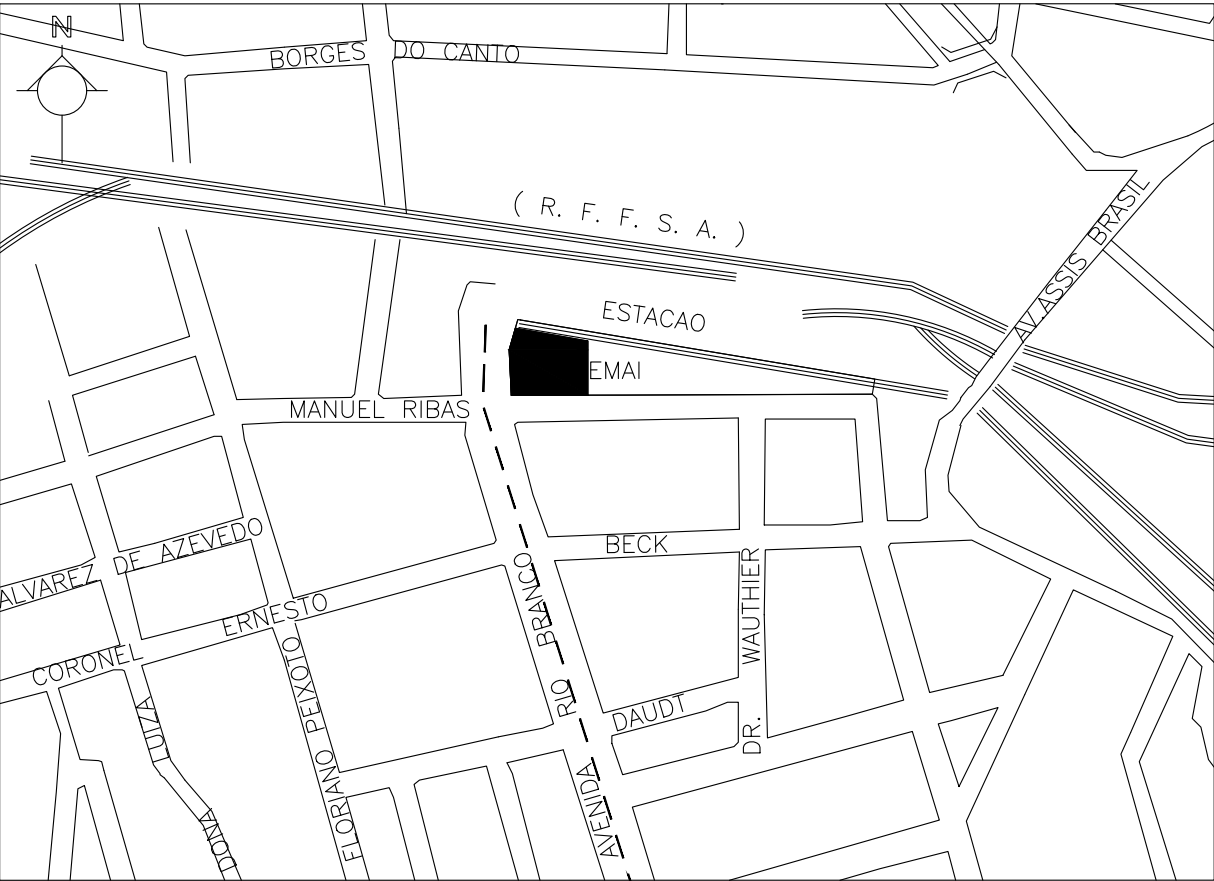 N
BORGES DO CANTO
( R. F. F. S. A. )
AV.ASSIS BRASIL
ESTACAO
EMAI
MANUEL RIBAS
ALVAREZ DE AZEVEDO
BECK
CORONEL ERNESTO
DR. WAUTHIER
AVENIDA RIO BRANCO
FLORIANO PEIXOTO
DAUDT
DONA LUIZA